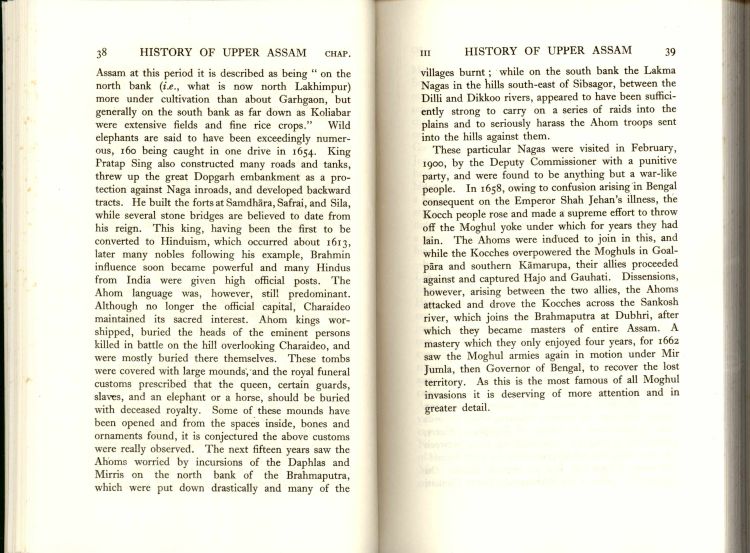 38 HISTORY OF UPPER ASSAM CHAP.
Assam at this period it is described as being “ on the
north bank (i.e., what is now north Lakhimpur)
more under cultivation than about Garhgaon, but
generally on the south bank as far down as Koliabar
were extensive fields and fine rice crops.” Wild
elephants are said to have been exceedingly numer-
ous, 160 being caught in one drive in 1654. King
Pratap Sing also constructed many roads and tanks,
threw up the great Dopgarh embankment as a pro-
tection against Naga inroads, and developed backward
tracts. He built the forts at Samdhāra, Safrai, and Sila,
while several stone bridges are believed to date from
his reign. This king, having been the first to be
converted to Hinduism, which occurred about 1613,
later many nobles following his example, Brahmin
influence soon became powerful and many Hindus
from India were given high official posts. The
Ahom language was, however, still predominant.
Although no longer the official capital, Charaideo
maintained its sacred interest. Ahom kings wor-
shipped, buried the heads of the eminent persons
killed in battle on the hill overlooking Charaideo, and
were mostly buried there themselves. These tombs
were covered with large mounds, and the royal funeral
customs prescribed that the queen, certain guards,
slaves, and an elephant or a horse, should be buried
with deceased royalty. Some of these mounds have
been opened and from the spaces inside, bones and
ornaments found, it is conjectured the above customs
were really observed. The next fifteen years saw the
Ahoms worried by incursions of the Daphlas and
Mirris on the north bank of the Brahmaputra,
which were put down drastically and many of the
III HISTORY OF UPPER ASSAM 39
villages burnt ; while on the south bank the Lakma
Nagas in the hills south-east of Sibsagor, between the
Dilli and Dikkoo rivers, appeared to have been suffici-
ently strong to carry on a series of raids into the
plains and to seriously harass the Ahom troops sent
into the hills against them.
These particular Nagas were visited in February,
1900, by the Deputy Commissioner with a punitive
party, and were found to be anything but a war-like
people. In 1658, owing to confusion arising in Bengal
consequent on the Emperor Shah Jehan's illness, the
Kocch people rose and made a supreme effort to throw
off the Moghul yoke under which for years they had
lain. The Ahoms were induced to join in this, and
while the Kocches overpowered the Moghuls in Goal-
pāra and southern Kāmarupa, their allies proceeded
against and captured Hajo and Gauhati. Dissensions,
however, arising between the two allies, the Ahoms
attacked and drove the Kocches across the Sankosh
river, which joins the Brahmaputra at Dubhri, after
which they became masters of entire Assam. A
mastery which they only enjoyed four years, for 1662
saw the Moghul armies again in motion under Mir
Jumla, then Governor of Bengal, to recover the lost
territory. As this is the most famous of all Moghul
invasions it is deserving of more attention and in
greater detail.